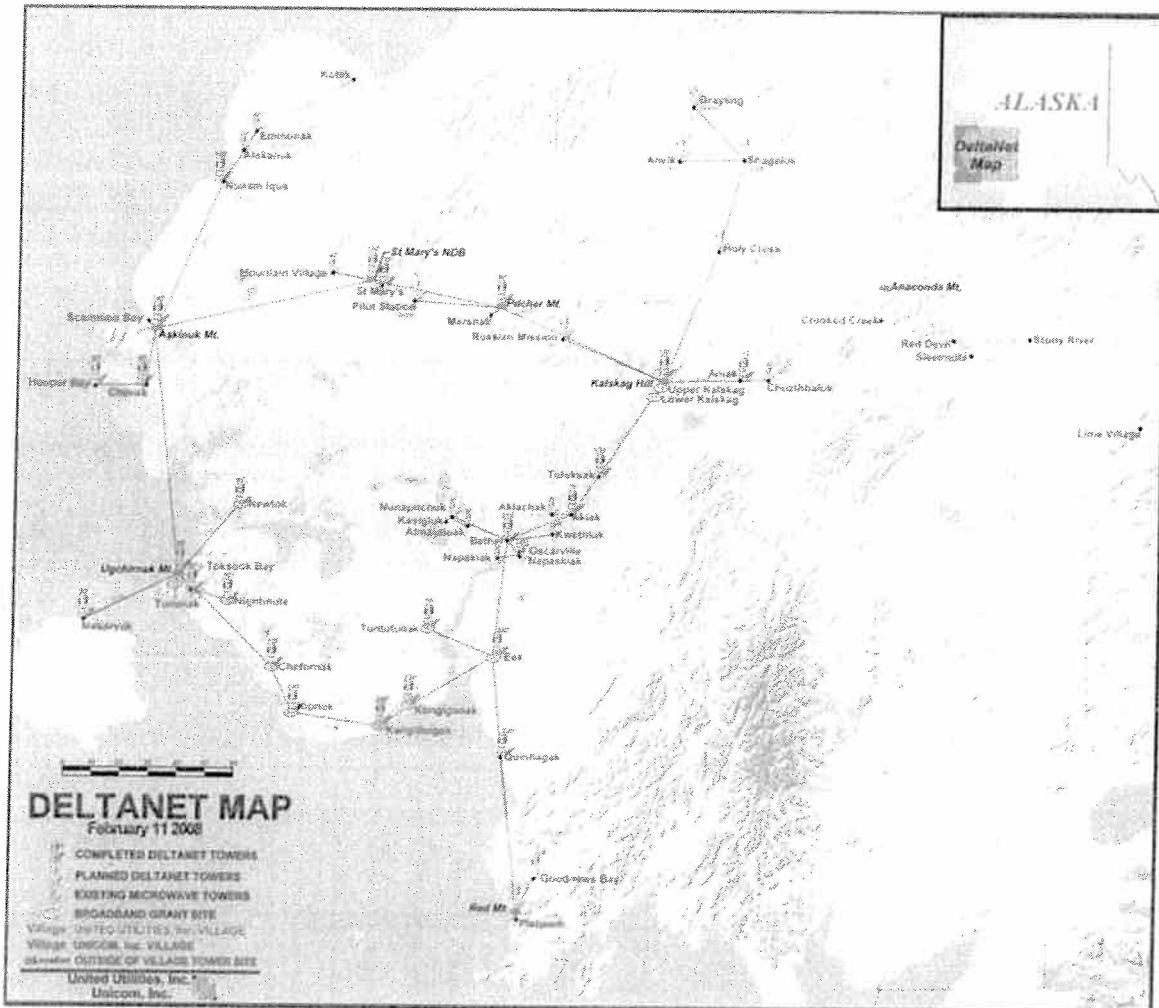 Kotlik
Grayling
Emmonak
Alakanuk
Anvik
Shageluk
Nunam Iqua
ALASKA
DeltaNet
Map
St Mary's NDB
Holy Cross
Mountain Village
St Mary's
Pilot Station
Pilcher Mt.
Anaconda Mt.
Scammon Bay
Askinuk Mt.
Marshall
Russian Mission
Crooked Creek
Red Devil
Stony River
Sleetmute
Hooper Bay
Chevak
Kalskag Hill
Aniak
Upper Kalskag
Chuathbaluk
Lower Kalskag
Lime Village
Tuluksak
Newtok
Nunapitchuk
Akiachak
Akiak
Kasigluk
Atmautluak
Bethel
Kwethluk
Oscarville
Napakiak
Napaskiak
Ugchirnak Mt.
Toksook Bay
Tununak
Nightmute
Mekoryuk
Tuntutuliak
Eek
Chefornak
Kipnuk
Kongiganak
Kwigillingok
Quinhagak
DELTANET MAP
February 11 2008
COMPLETED DELTANET TOWERS
PLANNED DELTANET TOWERS
EXISTING MICROWAVE TOWERS
BROADBAND GRANT SITE
Village UNITED UTILITIES, Inc. VILLAGE
Village UNICOM, Inc. VILLAGE
Location OUTSIDE OF VILLAGE TOWER SITE
United Utilities, Inc.
Unicom, Inc.
Goodnews Bay
Red Mt.
Platinum